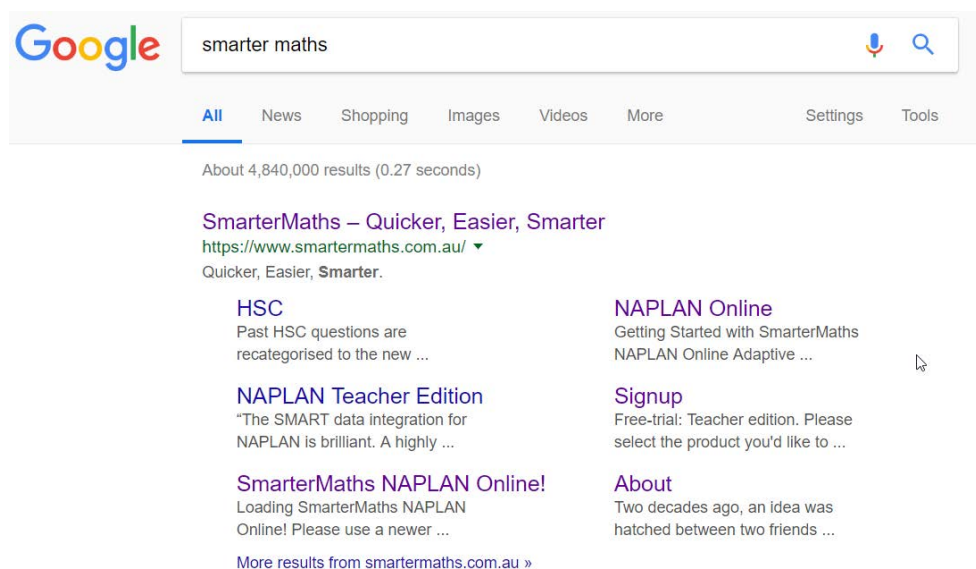 Google
smarter maths
All News Shopping Images Videos More Settings Tools
About 4,840,000 results (0.27 seconds)
SmarterMaths – Quicker, Easier, Smarter
https://www.smartermaths.com.au/
Quicker, Easier, Smarter.
HSC
Past HSC questions are
recategorised to the new ...
NAPLAN Online
Getting Started with SmarterMaths
NAPLAN Online Adaptive ...
NAPLAN Teacher Edition
“The SMART data integration for
NAPLAN is brilliant. A highly ...
Signup
Free-trial: Teacher edition. Please
select the product you'd like to ...
SmarterMaths NAPLAN Online!
Loading SmarterMaths NAPLAN
Online! Please use a newer ...
About
Two decades ago, an idea was
hatched between two friends ...
More results from smartermaths.com.au »